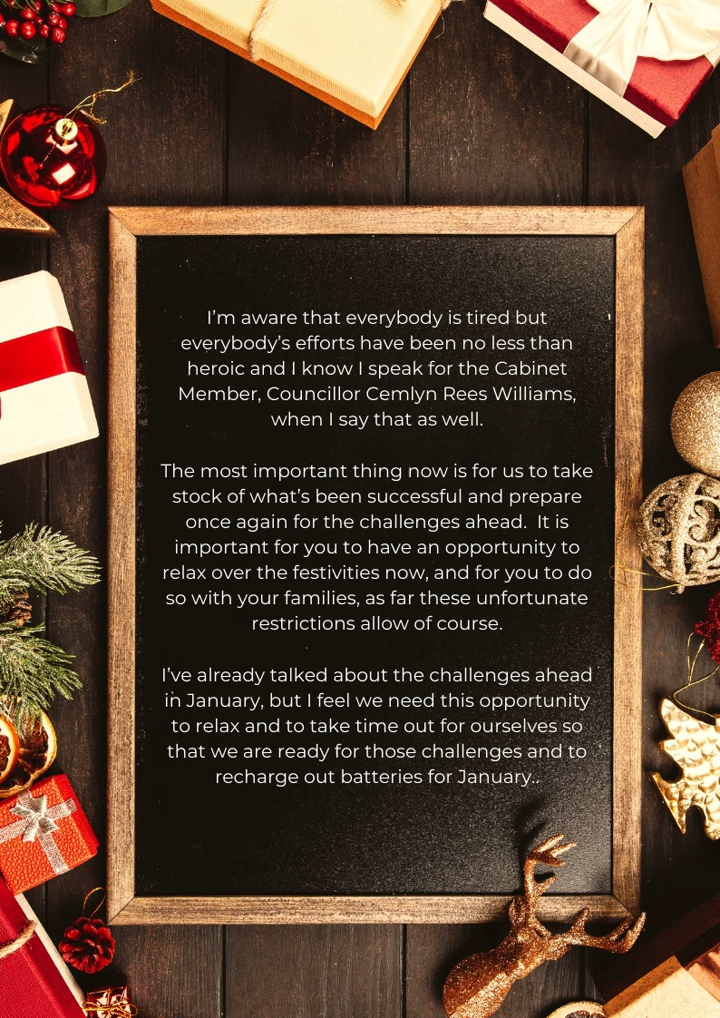 I’m aware that everybody is tired but
everybody’s efforts have been no less than
heroic and I know I speak for the Cabinet
Member, Councillor Cemlyn Rees Williams,
when I say that as well.
The most important thing now is for us to take
stock of what’s been successful and prepare
once again for the challenges ahead.  It is
important for you to have an opportunity to
relax over the festivities now, and for you to do
so with your families, as far these unfortunate
restrictions allow of course.
I’ve already talked about the challenges ahead
in January, but I feel we need this opportunity
to relax and to take time out for ourselves so
that we are ready for those challenges and to
recharge out batteries for January..